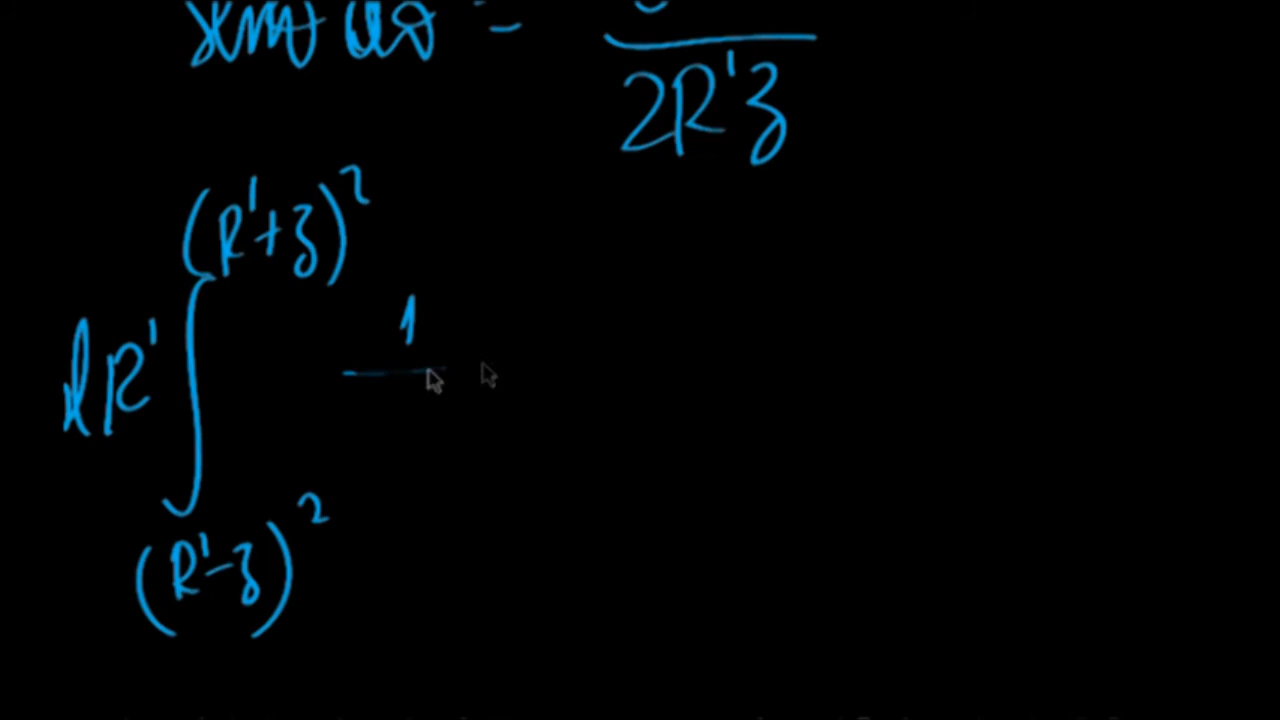 =
2R'z
(R'+z)²
dR' ∫ 1
(R'-z)²